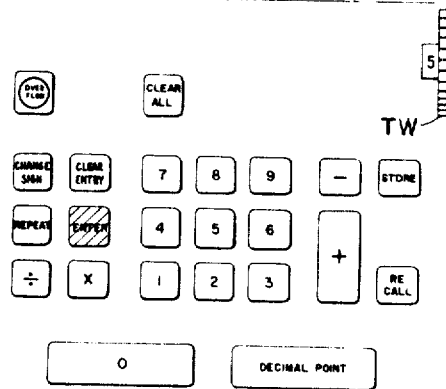 5
OVER
FLOW
CLEAR
ALL
TW
CHANGE
SIGN
CLEAR
ENTRY
7 8 9 − STORE
REPEAT ENTER 4 5 6 +
÷ X 1 2 3 RE
CALL
0 DECIMAL POINT